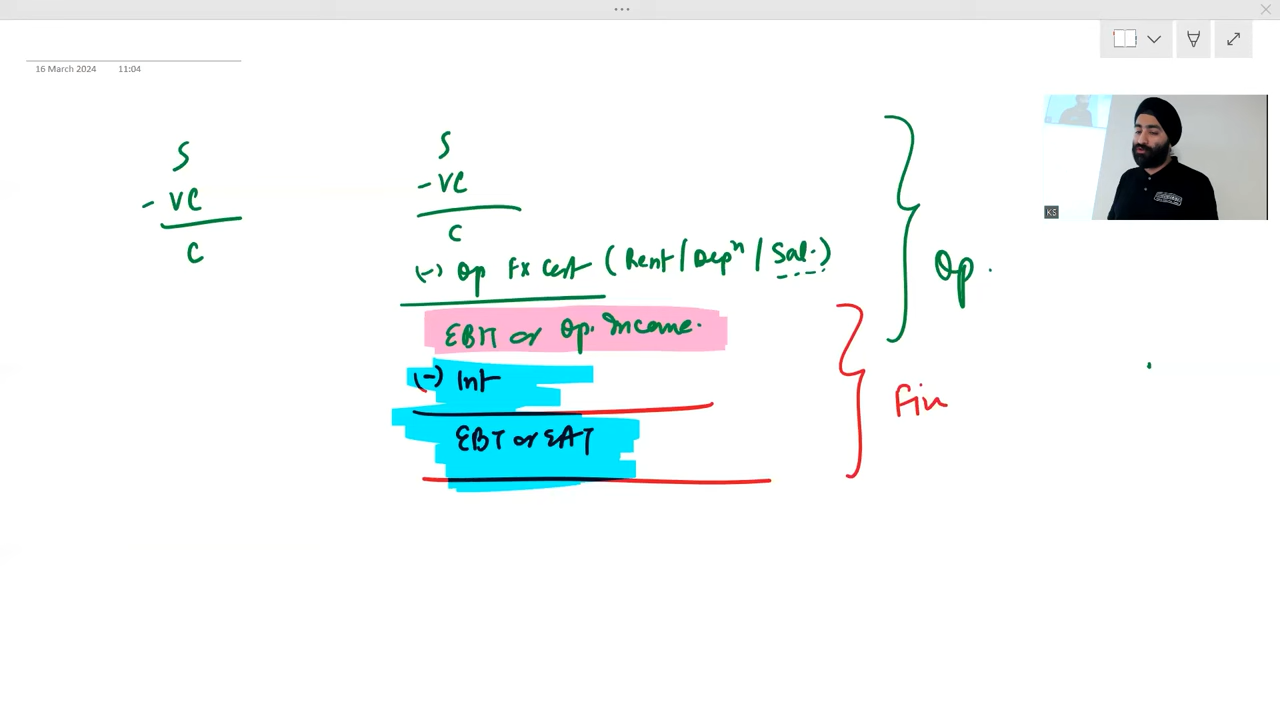 16 March 2024 11:04
S
- VC
C
S
- VC
C
(-) Op Fx Cost (Rent/Depn/Sal.)
EBIT or Op. Income.
(-) Int
EBT or EAT
Op.
Fin
KS